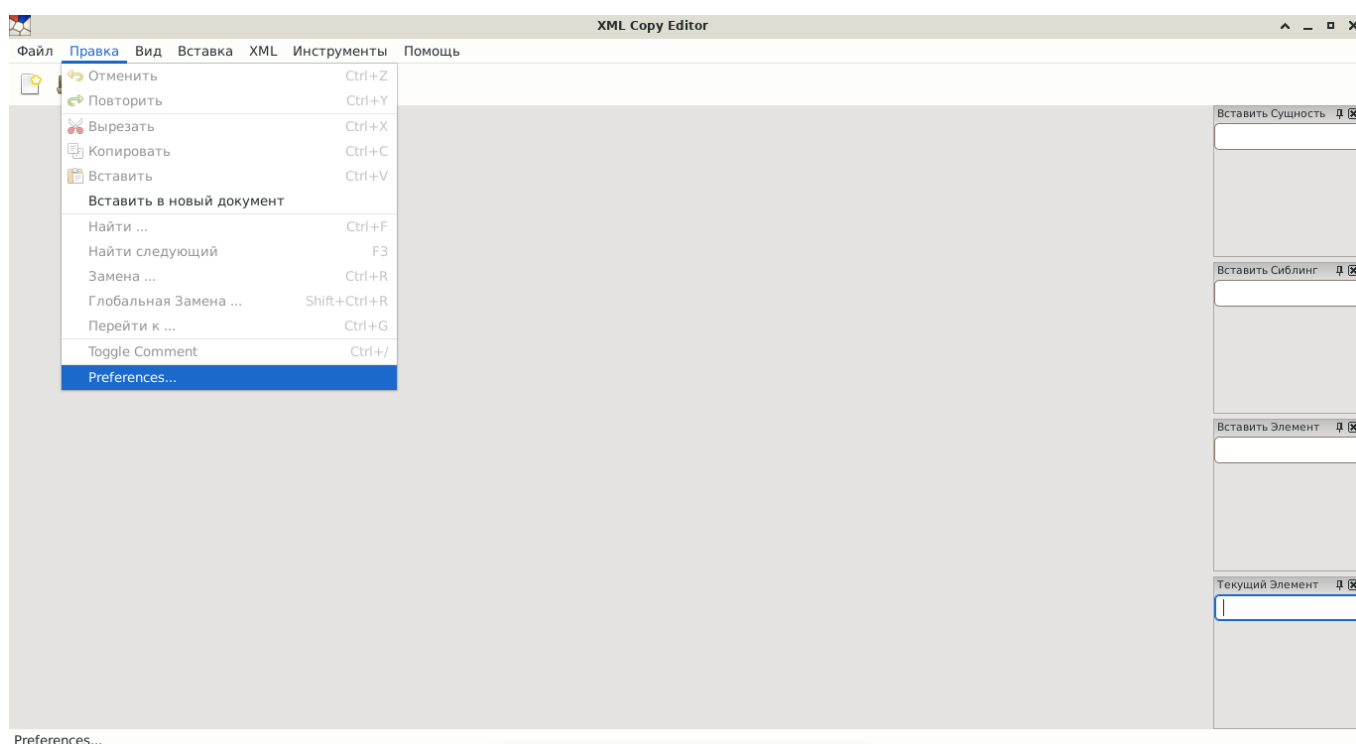 XML Copy Editor
Файл Правка Вид Вставка XML Инструменты Помощь
Отменить Ctrl+Z
Повторить Ctrl+Y
Вырезать Ctrl+X
Копировать Ctrl+C
Вставить Ctrl+V
Вставить в новый документ
Найти ... Ctrl+F
Найти следующий F3
Замена ... Ctrl+R
Глобальная Замена ... Shift+Ctrl+R
Перейти к ... Ctrl+G
Toggle Comment Ctrl+/
Preferences...
Вставить Сущность
Вставить Сиблинг
Вставить Элемент
Текущий Элемент
Preferences...